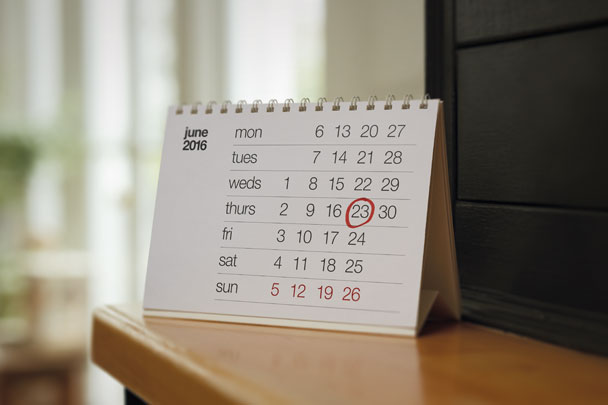 june
2016
mon 6 13 20 27
tues 7 14 21 28
weds 1 8 15 22 29
thurs 2 9 16 23 30
fri 3 10 17 24
sat 4 11 18 25
sun 5 12 19 26